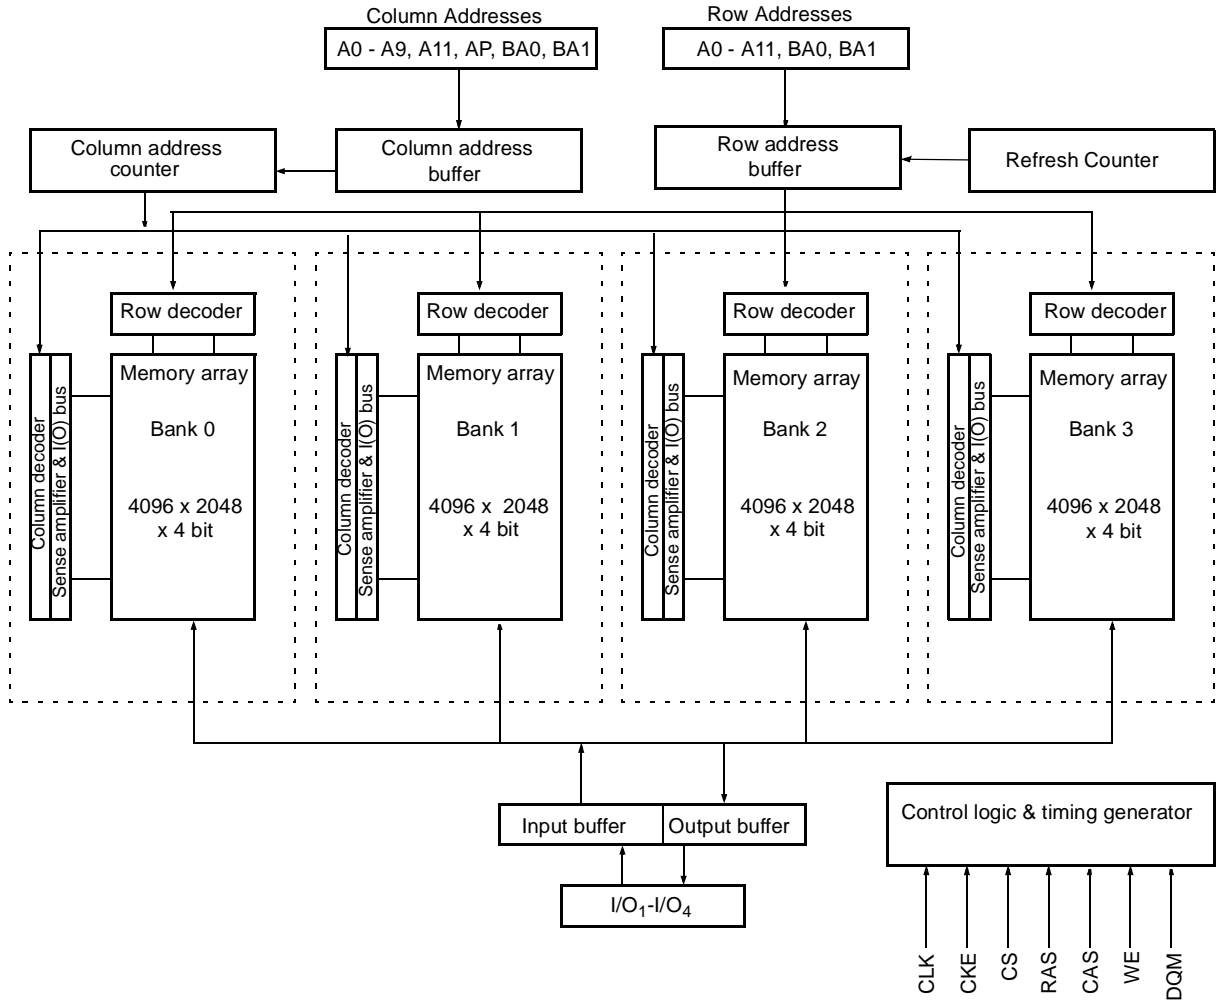 Column Addresses
Row Addresses
A0 - A9, A11, AP, BA0, BA1
A0 - A11, BA0, BA1
Column address
counter
Column address
buffer
Row address
buffer
Refresh Counter
Row decoder
Row decoder
Row decoder
Row decoder
Column decoder
Sense amplifier & I(O) bus
Memory array
Bank 0
4096 x 2048
x 4 bit
Column decoder
Sense amplifier & I(O) bus
Memory array
Bank 1
4096 x 2048
x 4 bit
Column decoder
Sense amplifier & I(O) bus
Memory array
Bank 2
4096 x 2048
x 4 bit
Column decoder
Sense amplifier & I(O) bus
Memory array
Bank 3
4096 x 2048
x 4 bit
Input buffer
Output buffer
Control logic & timing generator
I/O1-I/O4
CLK
CKE
CS
RAS
CAS
WE
DQM